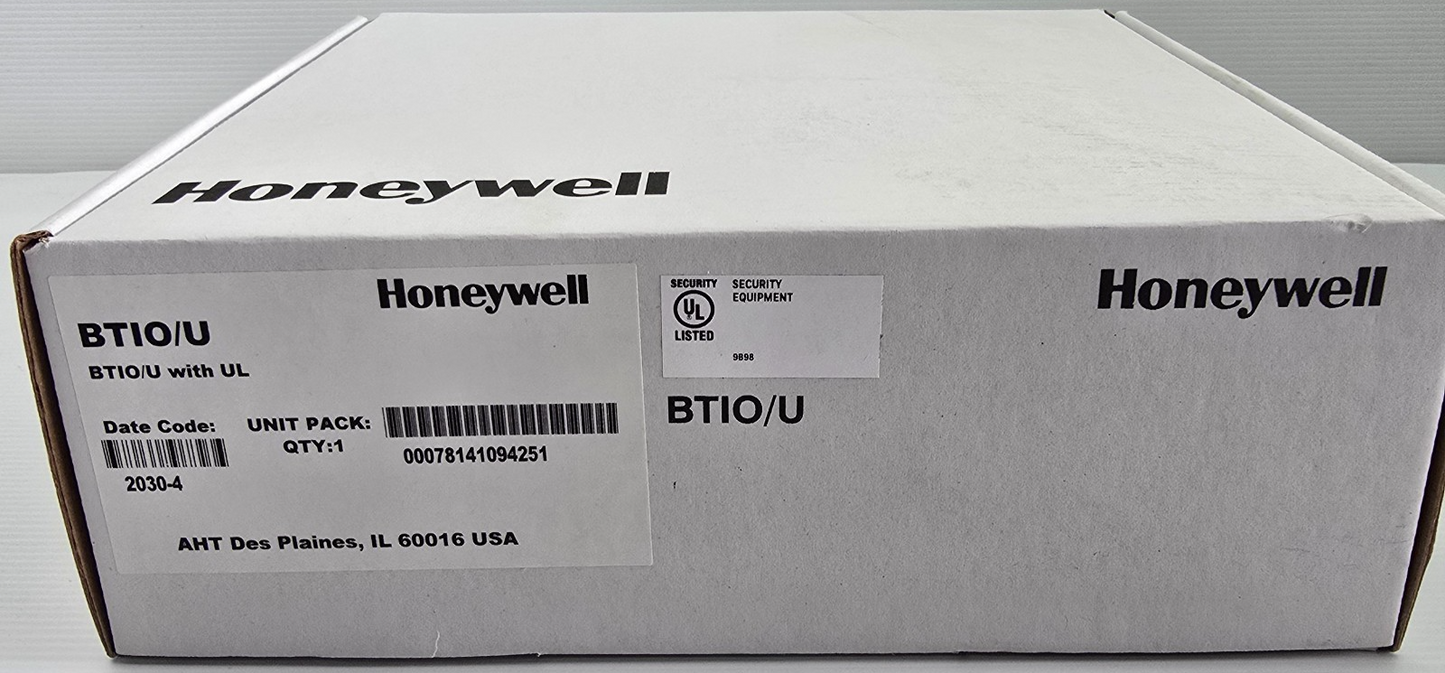 Honeywell
Honeywell
BTIO/U
BTIO/U with UL
Date Code:
2030-4
UNIT PACK:
QTY:1
00078141094251
AHT Des Plaines, IL 60016 USA
SECURITY
UL
LISTED
SECURITY
EQUIPMENT
9B98
BTIO/U
Honeywell